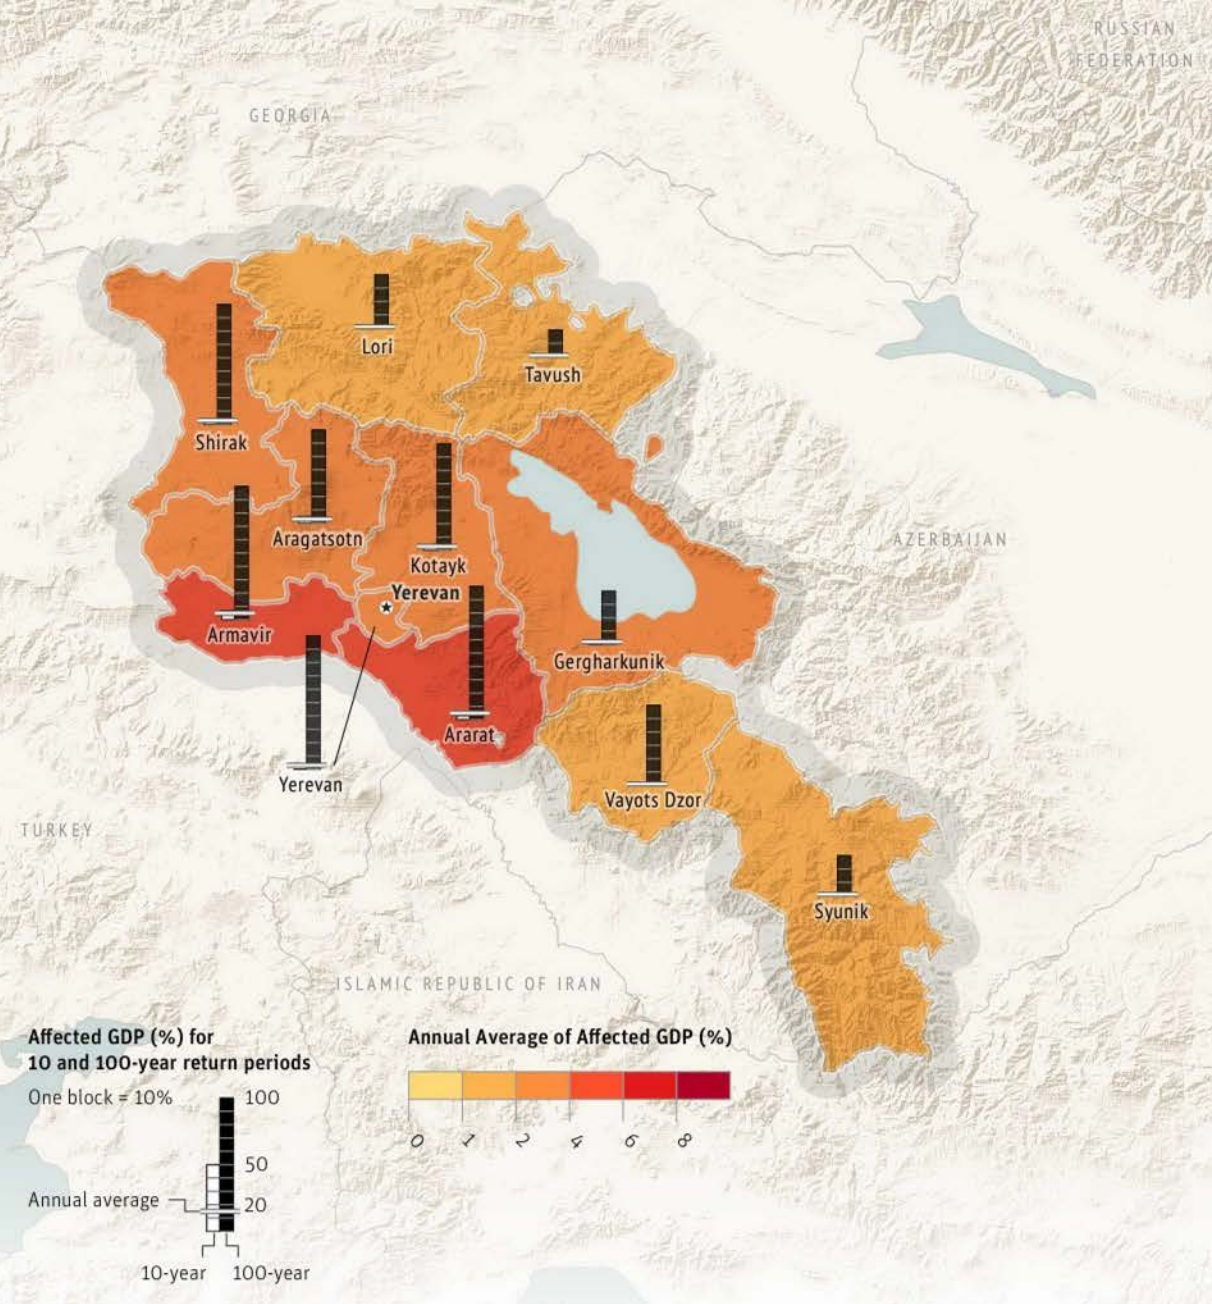 RUSSIAN
FEDERATION
GEORGIA
Lori
Tavush
Shirak
Aragatsotn
Kotayk
Yerevan
Armavir
Gergharkunik
Ararat
Yerevan
Vayots Dzor
Syunik
AZERBAIJAN
TURKEY
ISLAMIC REPUBLIC OF IRAN
Affected GDP (%) for
10 and 100-year return periods
One block = 10%
100
50
Annual average
20
10-year 100-year
Annual Average of Affected GDP (%)
0 1 2 4 6 8